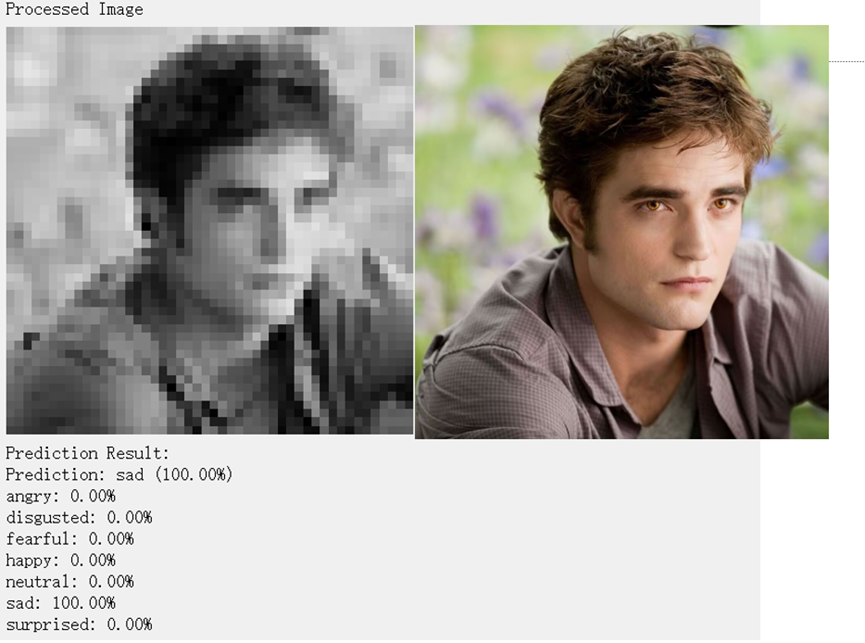 Processed Image
Prediction Result:
Prediction: sad (100.00%)
angry: 0.00%
disgusted: 0.00%
fearful: 0.00%
happy: 0.00%
neutral: 0.00%
sad: 100.00%
surprised: 0.00%